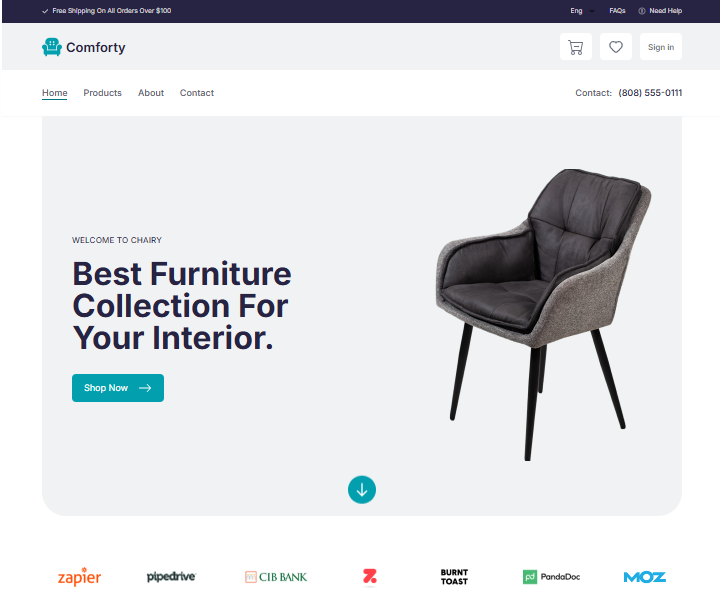 Free Shipping On All Orders Over $100
Eng
FAQs
Need Help
Comforty
Sign in
Home
Products
About
Contact
Contact: (808) 555-0111
WELCOME TO CHAIRY
Best Furniture
Collection For
Your Interior.
Shop Now
zapier
pipedrive
CIB BANK
BURNT
TOAST
pd PandaDoc
MOZ